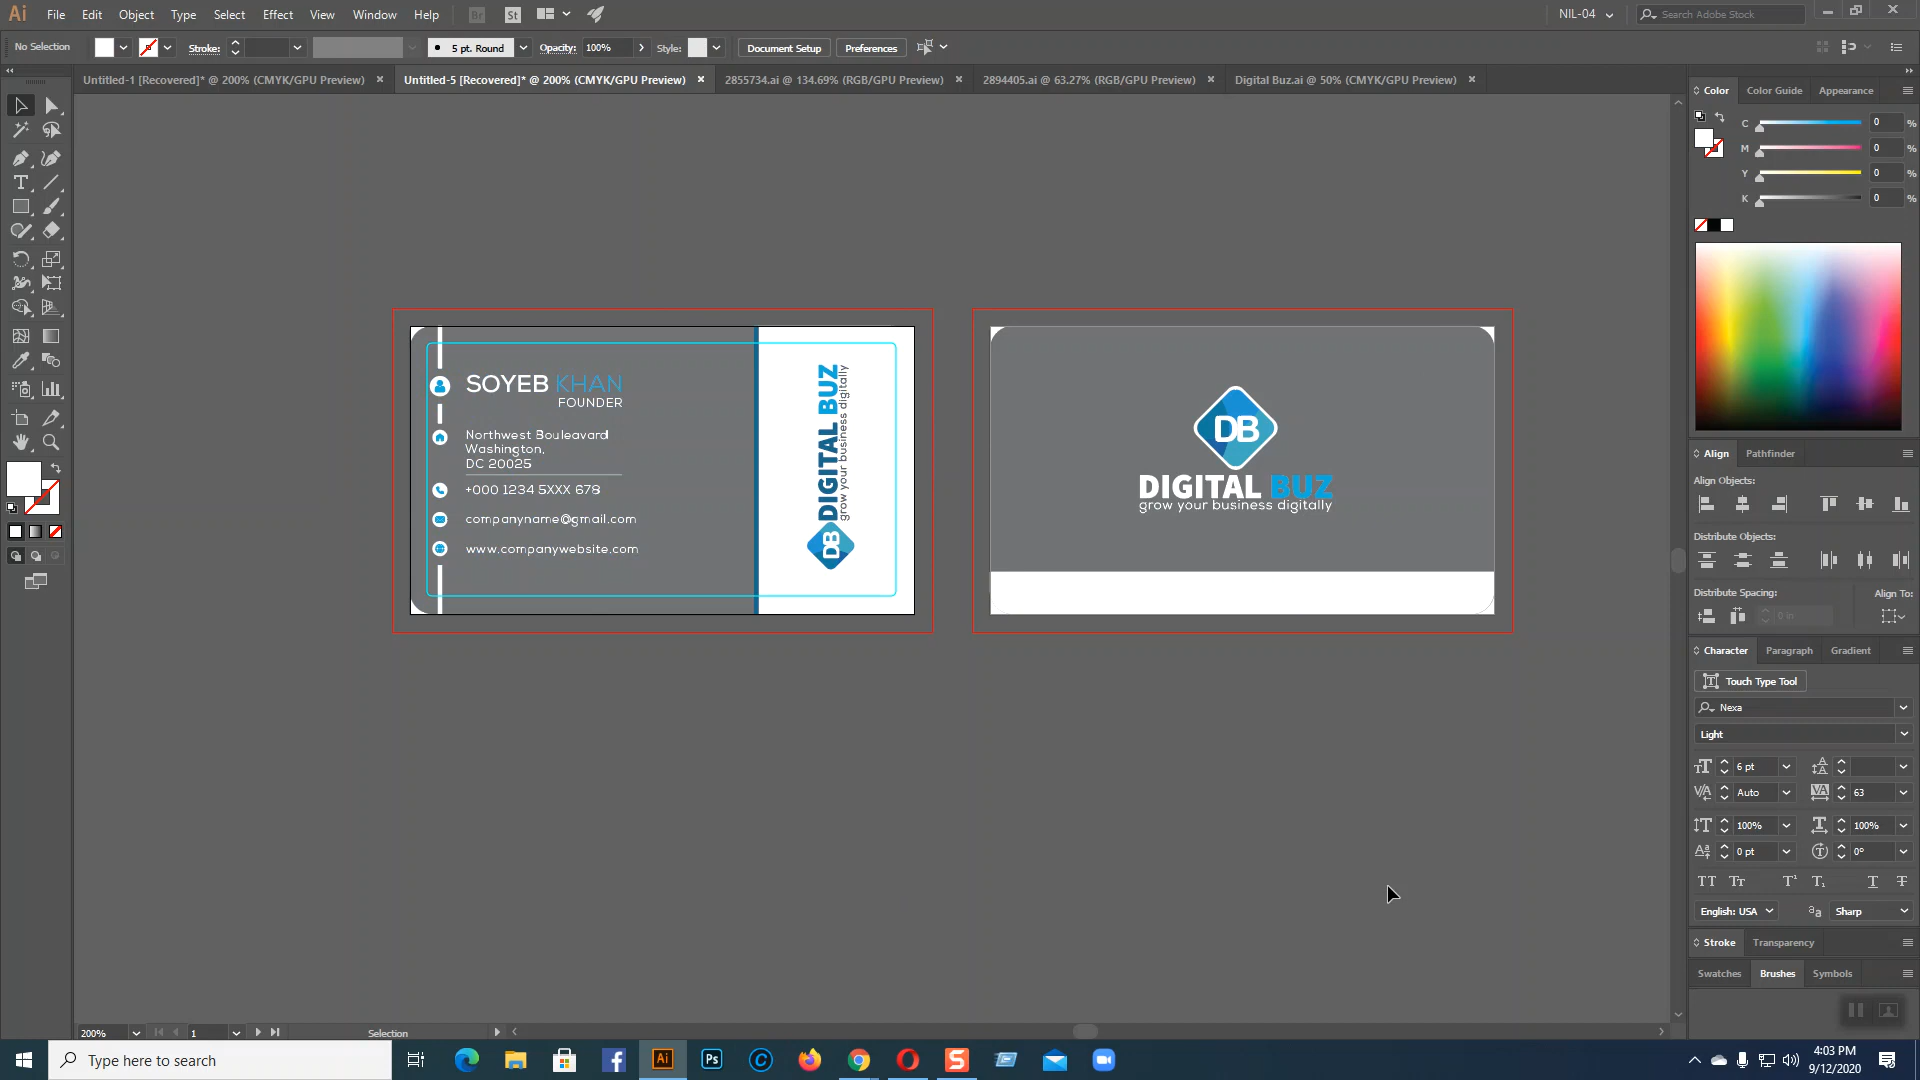 Ai File Edit Object Type Select Effect View Window Help Br St NIL-04 Search Adobe Stock
No Selection Stroke: 5 pt. Round Opacity: 100% Style: Document Setup Preferences
Untitled-1 [Recovered]* @ 200% (CMYK/GPU Preview) × Untitled-5 [Recovered]* @ 200% (CMYK/GPU Preview) × 2855734.ai @ 134.69% (RGB/GPU Preview) × 2894405.ai @ 63.27% (RGB/GPU Preview) × Digital Buz.ai @ 50% (CMYK/GPU Preview) ×
Color Color Guide Appearance
C 0 %
M 0 %
Y 0 %
K 0 %
SOYEB KHAN
FOUNDER
Northwest Bouleavard
Washington,
DC 20025
+000 1234 5XXX 678
companyname@gmail.com
www.companywebsite.com
DB
DIGITAL BUZ
grow your business digitally
DB
DIGITAL BUZ
grow your business digitally
Align Pathfinder
Align Objects:
Distribute Objects:
Distribute Spacing: Align To:
0 in
Character Paragraph Gradient
Touch Type Tool
Nexa
Light
6 pt
Auto 63
100% 100%
0 pt 0°
English: USA Sharp
Stroke Transparency
Swatches Brushes Symbols
200% 1 Selection
Type here to search
Ai Ps
4:03 PM
9/12/2020